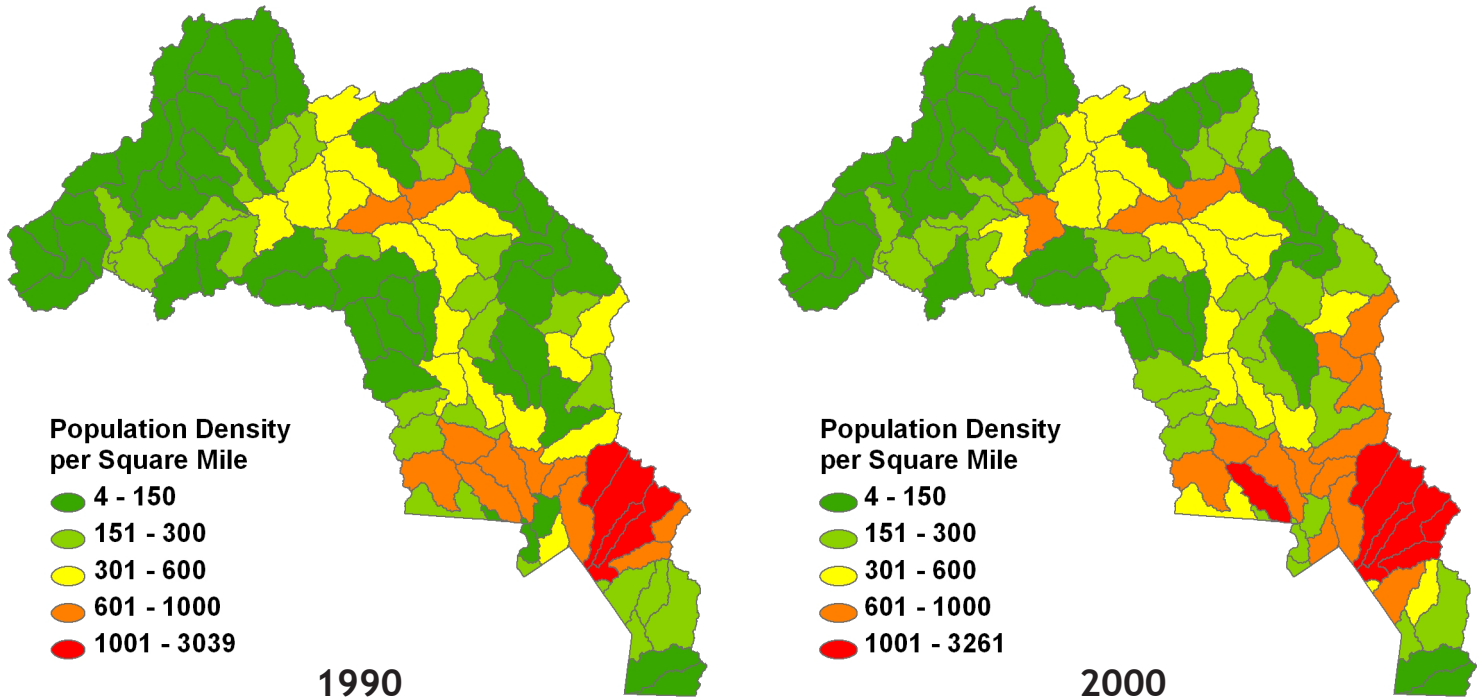 Population Density
per Square Mile
4 - 150
151 - 300
301 - 600
601 - 1000
1001 - 3039
1990
Population Density
per Square Mile
4 - 150
151 - 300
301 - 600
601 - 1000
1001 - 3261
2000